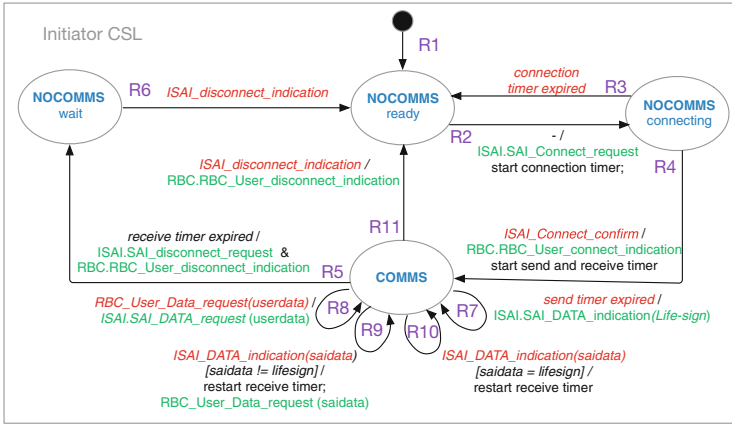 Initiator CSL
R1
R6
ISAI_disconnect_indication
connection
timer expired
R3
NOCOMMS
wait
NOCOMMS
ready
NOCOMMS
connecting
R2
- /
ISAI.SAI_Connect_request
start connection timer;
R4
ISAI_disconnect_indication /
RBC.RBC_User_disconnect_indication
R11
receive timer expired /
ISAI.SAI_disconnect_request &
RBC.RBC_User_disconnect_indication
R5
ISAI_Connect_confirm /
RBC.RBC_User_connect_indication
start send and receive timer
COMMS
RBC_User_Data_request(userdata) /
ISAI.SAI_DATA_request (userdata)
R8
R9
R10
R7
send timer expired /
ISAI.SAI_DATA_indication(Life-sign)
ISAI_DATA_indication(saidata)
[saidata != lifesign] /
restart receive timer;
RBC_User_Data_request (saidata)
ISAI_DATA_indication(saidata)
[saidata = lifesign] /
restart receive timer